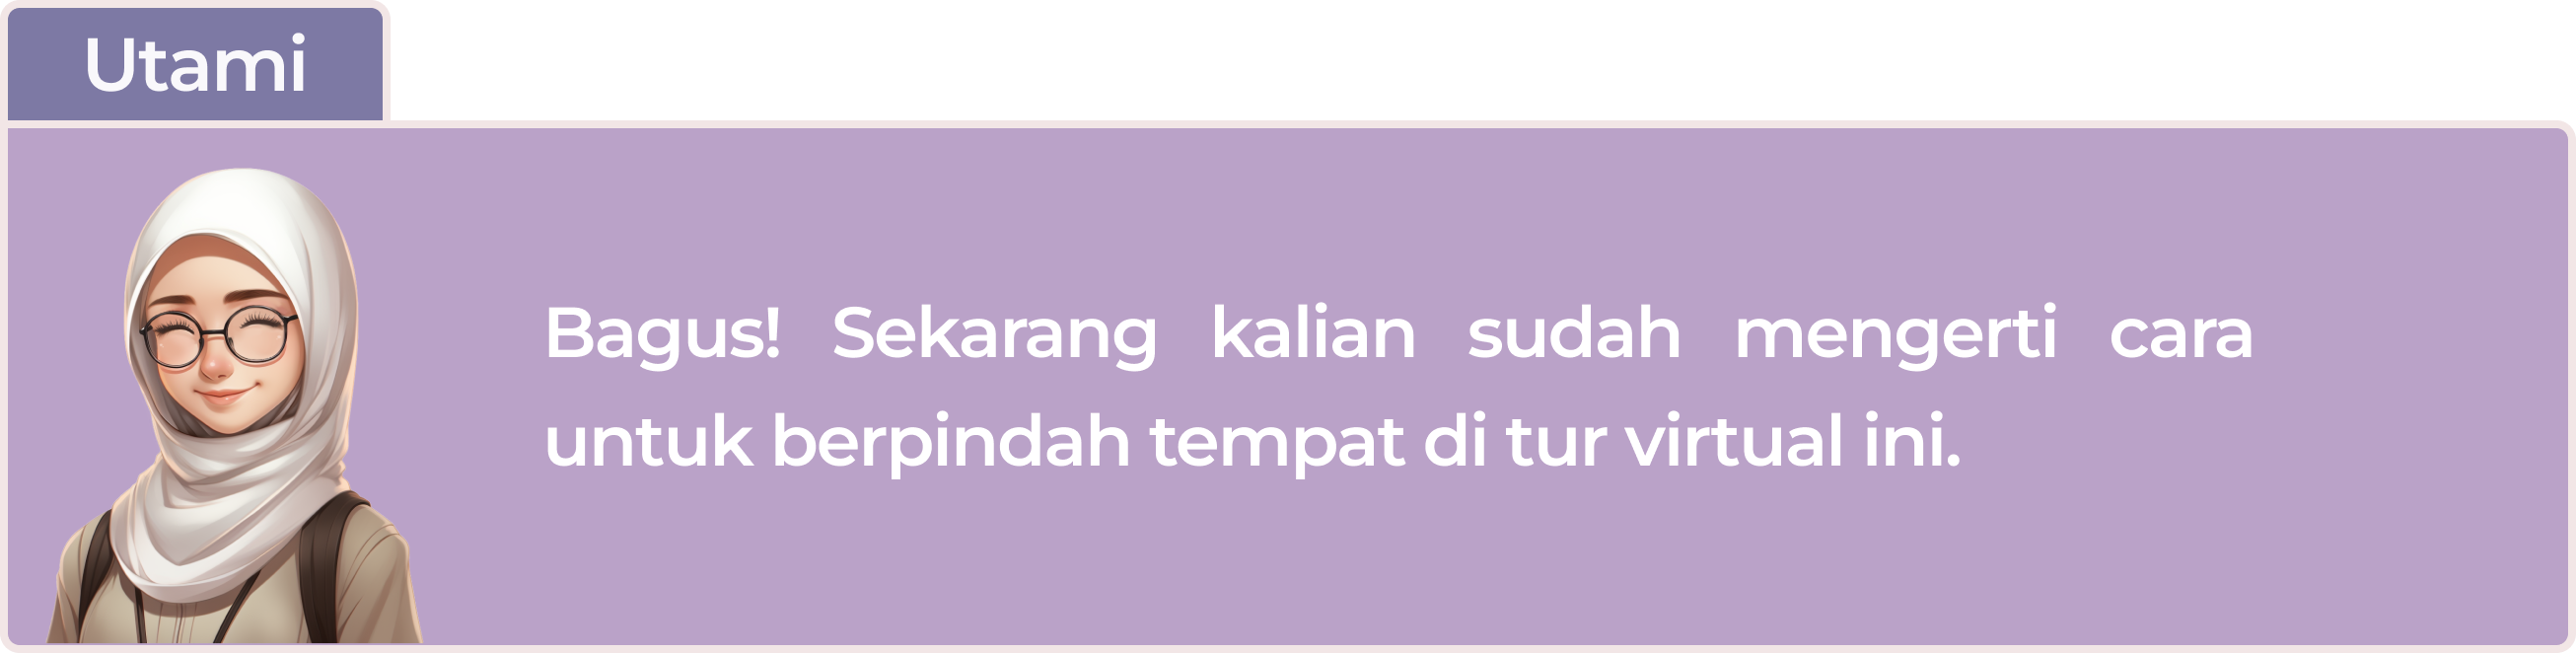 Utami
Bagus! Sekarang kalian sudah mengerti cara
untuk berpindah tempat di tur virtual ini.